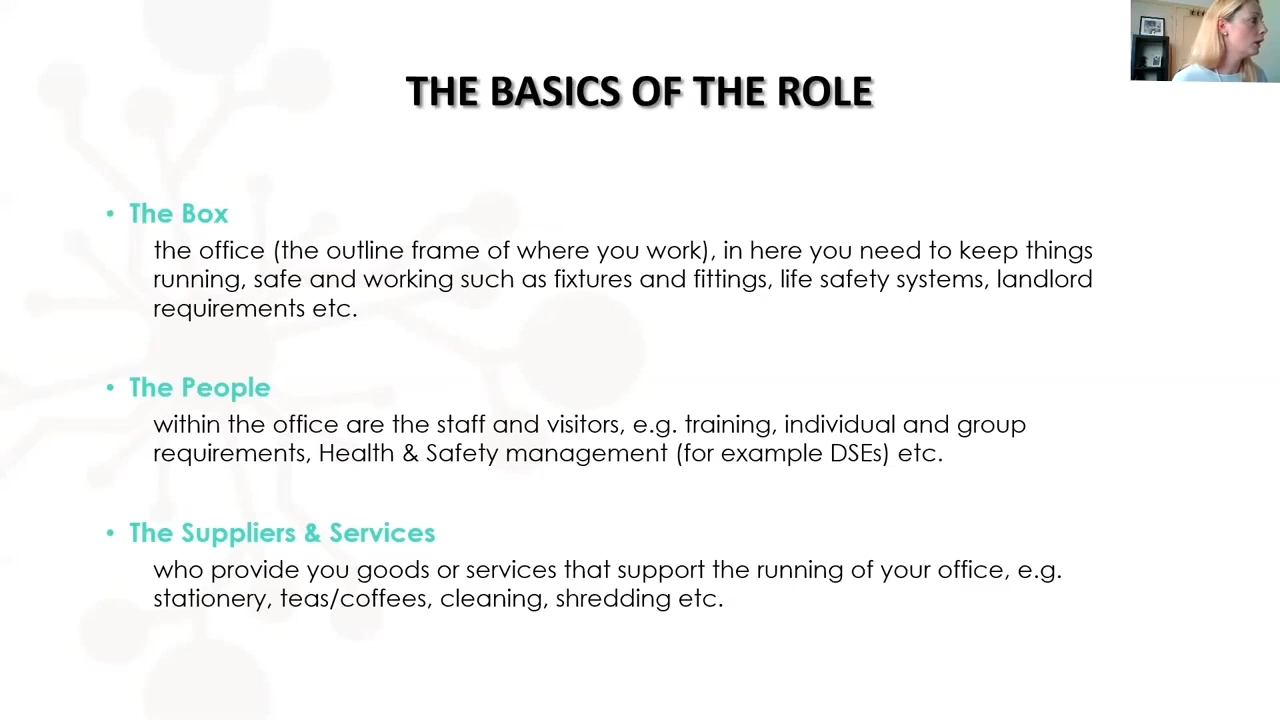 THE BASICS OF THE ROLE
• The Box
the office (the outline frame of where you work), in here you need to keep things
running, safe and working such as fixtures and fittings, life safety systems, landlord
requirements etc.
• The People
within the office are the staff and visitors, e.g. training, individual and group
requirements, Health & Safety management (for example DSEs) etc.
• The Suppliers & Services
who provide you goods or services that support the running of your office, e.g.
stationery, teas/coffees, cleaning, shredding etc.